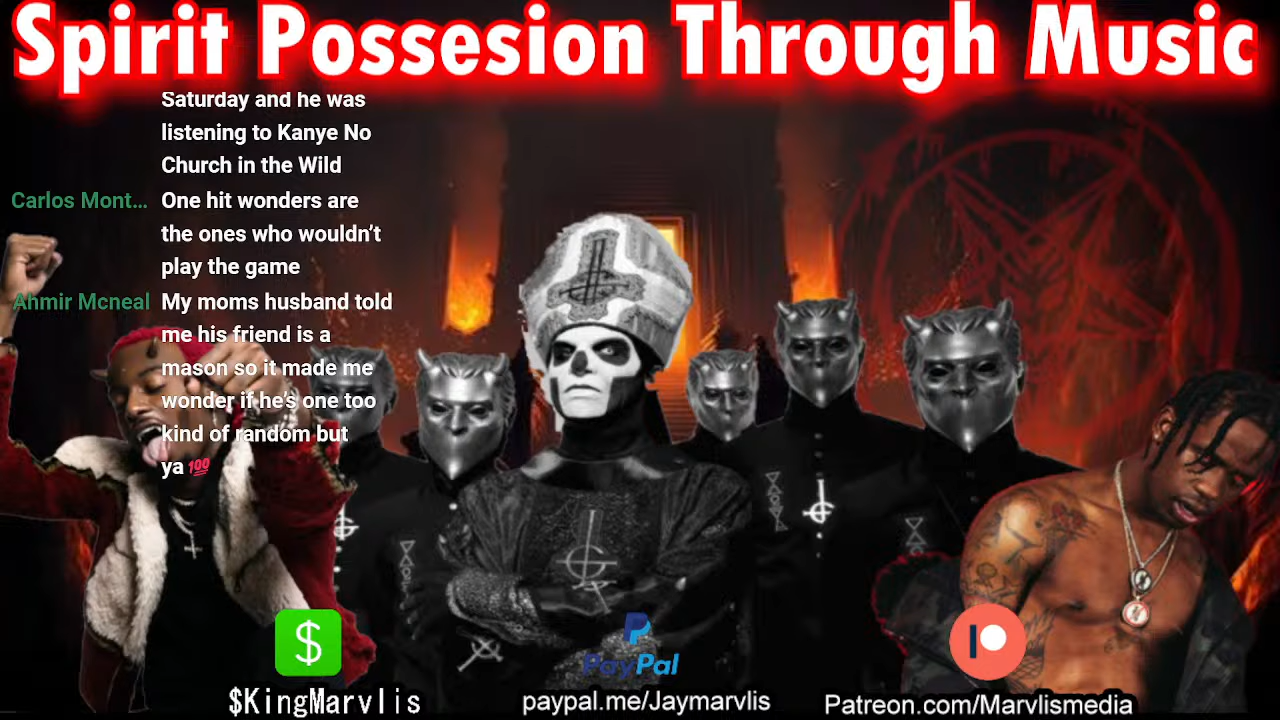 Spirit Possesion Through Music
Saturday and he was
listening to Kanye No
Church in the Wild
Carlos Mont... One hit wonders are
the ones who wouldn't
play the game
Ahmir Mcneal My moms husband told
me his friend is a
mason so it made me
wonder if he's one too
kind of random but
ya 💯
$
PayPal
$KingMarvlis
paypal.me/Jaymarvlis
Patreon.com/Marvlismedia